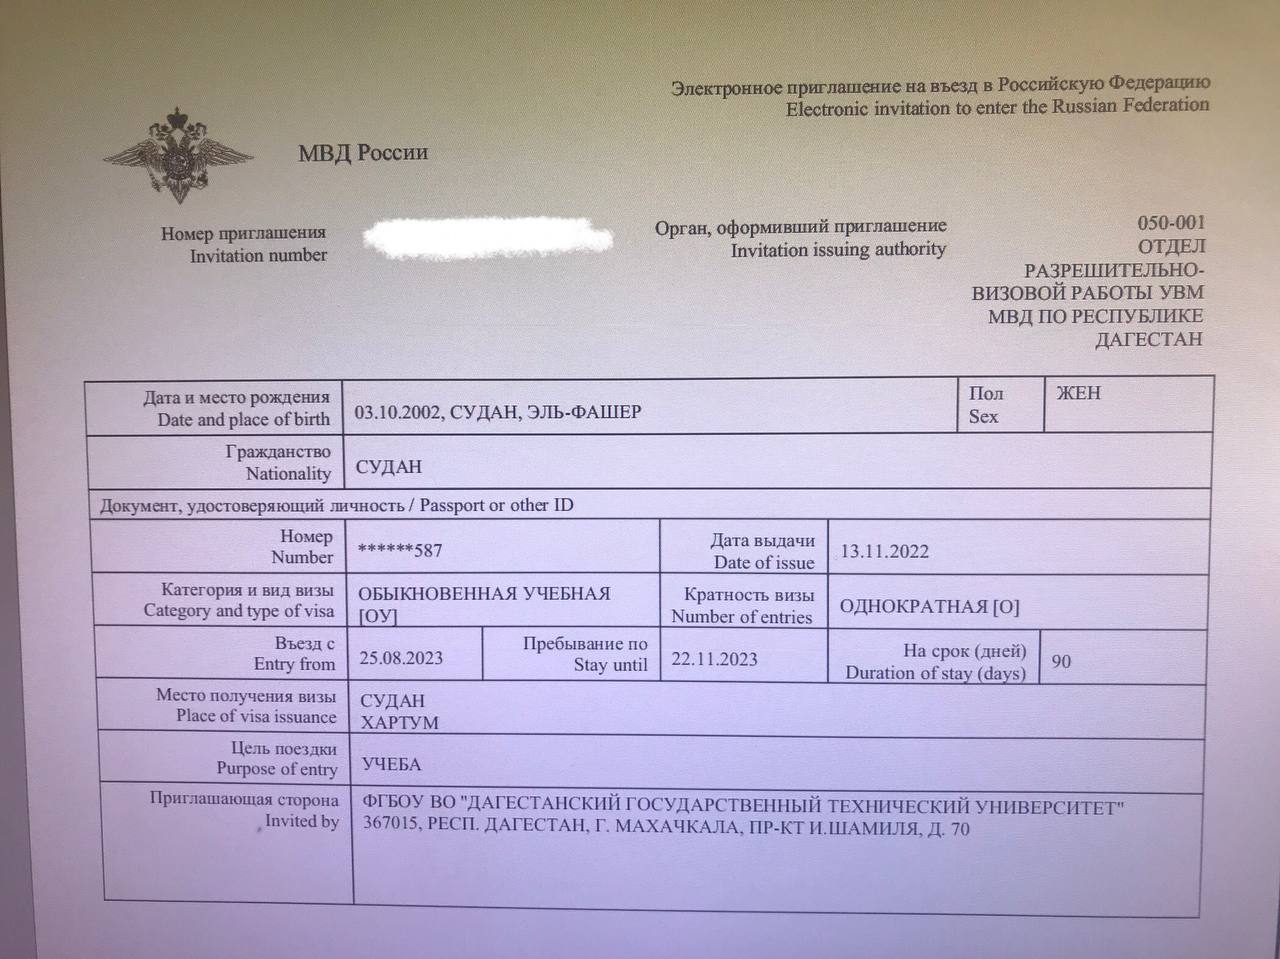 Электронное приглашение на въезд в Российскую Федерацию
Electronic invitation to enter the Russian Federation
МВД России
Номер приглашения
Invitation number
Орган, оформивший приглашение
Invitation issuing authority
050-001
ОТДЕЛ
РАЗРЕШИТЕЛЬНО-
ВИЗОВОЙ РАБОТЫ УВМ
МВД ПО РЕСПУБЛИКЕ
ДАГЕСТАН
Дата и место рождения
Date and place of birth
03.10.2002, СУДАН, ЭЛЬ-ФАШЕР
Пол
Sex
ЖЕН
Гражданство
Nationality
СУДАН
Документ, удостоверяющий личность / Passport or other ID
Номер
Number
******587
Дата выдачи
Date of issue
13.11.2022
Категория и вид визы
Category and type of visa
ОБЫКНОВЕННАЯ УЧЕБНАЯ
[ОУ]
Кратность визы
Number of entries
ОДНОКРАТНАЯ [О]
Въезд с
Entry from
25.08.2023
Пребывание по
Stay until
22.11.2023
На срок (дней)
Duration of stay (days)
90
Место получения визы
Place of visa issuance
СУДАН
ХАРТУМ
Цель поездки
Purpose of entry
УЧЕБА
Приглашающая сторона
Invited by
ФГБОУ ВО "ДАГЕСТАНСКИЙ ГОСУДАРСТВЕННЫЙ ТЕХНИЧЕСКИЙ УНИВЕРСИТЕТ"
367015, РЕСП. ДАГЕСТАН, Г. МАХАЧКАЛА, ПР-КТ И.ШАМИЛЯ, Д. 70